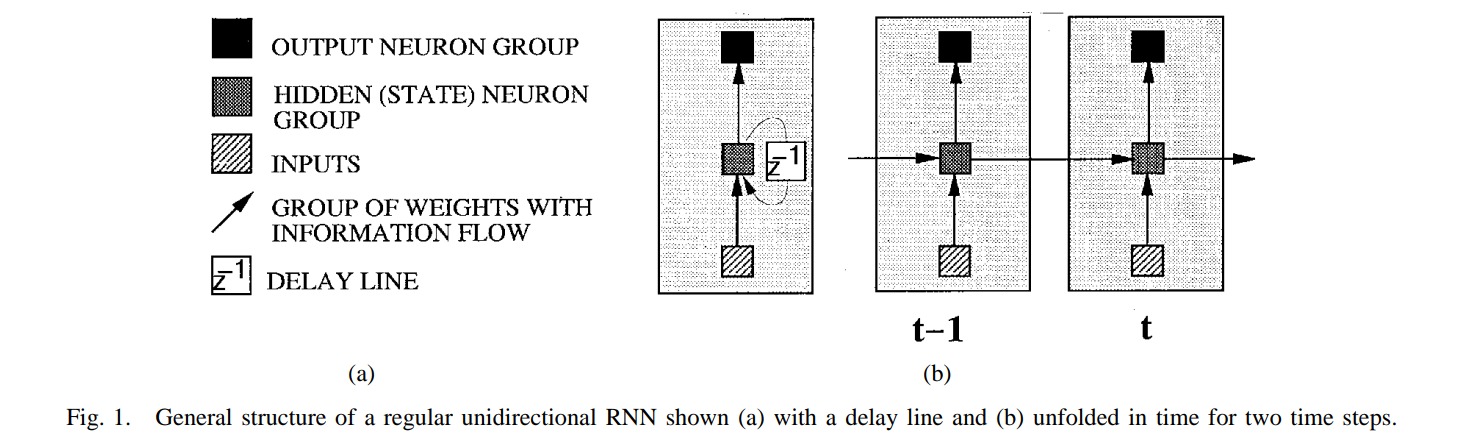 OUTPUT NEURON GROUP
HIDDEN (STATE) NEURON
GROUP
INPUTS
GROUP OF WEIGHTS WITH
INFORMATION FLOW
z⁻¹ DELAY LINE
z⁻¹
t–1
t
(a)
(b)
Fig. 1. General structure of a regular unidirectional RNN shown (a) with a delay line and (b) unfolded in time for two time steps.